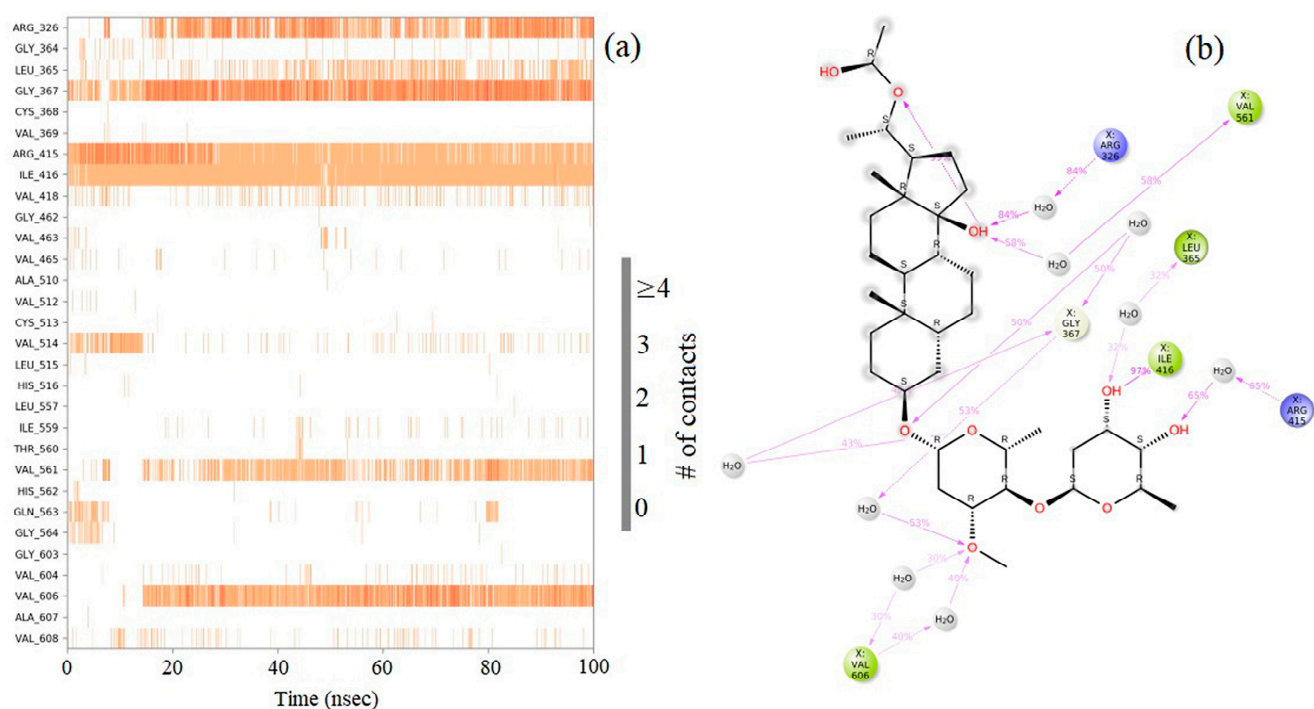 ARG_326
GLY_364
LEU_365
GLY_367
CYS_368
VAL_369
ARG_415
ILE_416
VAL_418
GLY_462
VAL_463
VAL_465
ALA_510
VAL_512
CYS_513
VAL_514
LEU_515
HIS_516
LEU_557
ILE_559
THR_560
VAL_561
HIS_562
GLN_563
GLY_564
GLY_603
VAL_604
VAL_606
ALA_607
VAL_608
0 20 40 60 80 100
Time (nsec)
(a)
≥4
3
2
1
0
# of contacts
(b)
R
HO
O
S
S
R
S
OH
R
S
S
R
S
O
X:
VAL
561
X:
ARG
326
84%
H₂O
84%
58%
58%
H₂O
H₂O
50%
50%
X:
LEU
365
32%
H₂O
32%
X:
GLY
367
X:
ILE
416
97%
OH
H₂O
65%
65%
X:
ARG
415
OH
S
S
S
R
O
O
R
O
R
R
R
53%
43%
H₂O
H₂O
53%
O
30%
H₂O
40%
30%
H₂O
40%
X:
VAL
606